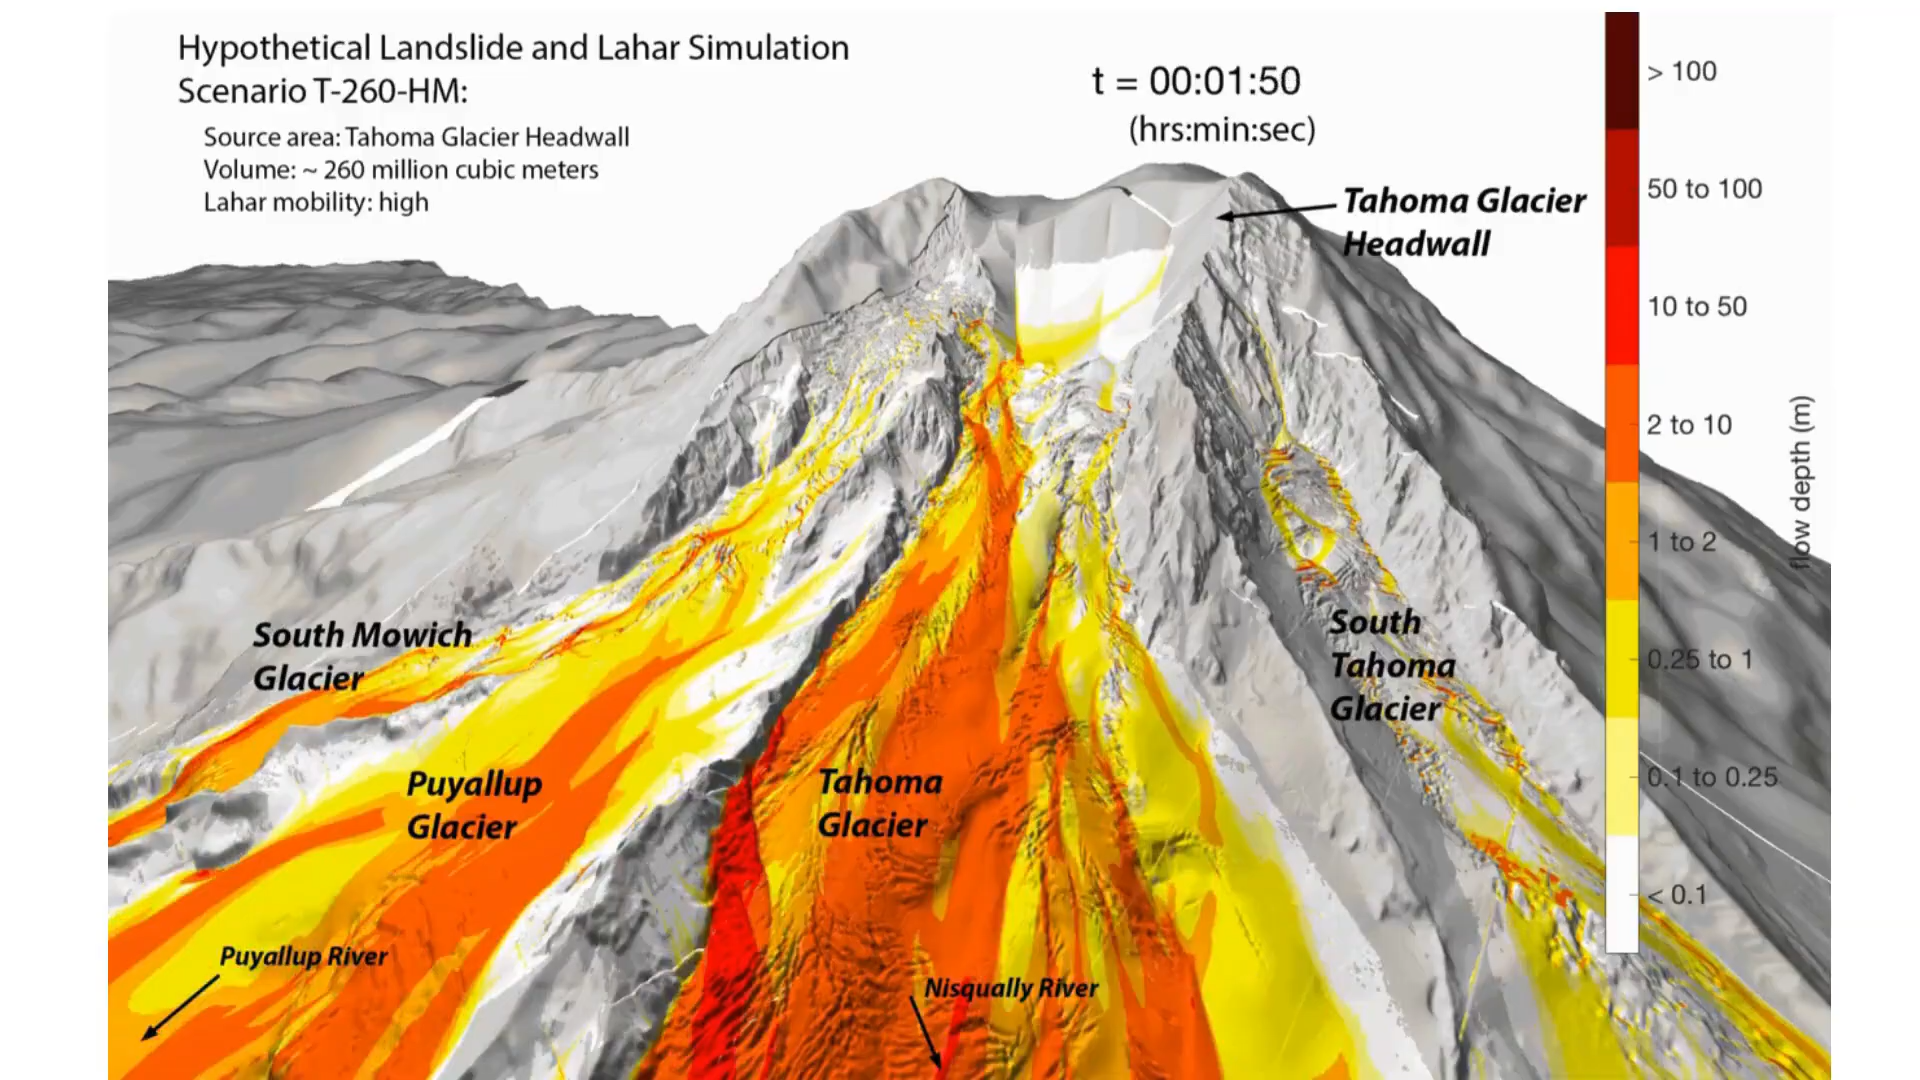 Hypothetical Landslide and Lahar Simulation
Scenario T-260-HM:
Source area: Tahoma Glacier Headwall
Volume: ~ 260 million cubic meters
Lahar mobility: high
t = 00:01:50
(hrs:min:sec)
Tahoma Glacier
Headwall
> 100
50 to 100
10 to 50
2 to 10
1 to 2
0.25 to 1
0.1 to 0.25
< 0.1
flow depth (m)
South Mowich
Glacier
South
Tahoma
Glacier
Puyallup
Glacier
Tahoma
Glacier
Puyallup River
Nisqually River